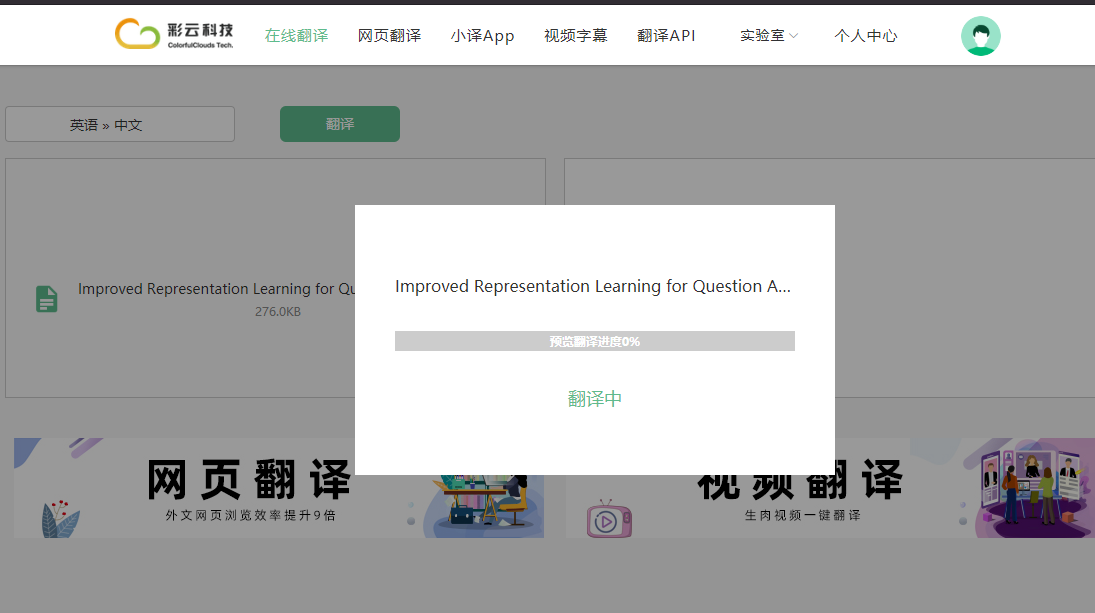 彩云科技
ColorfulClouds Tech.
在线翻译
网页翻译
小译App
视频字幕
翻译API
实验室
个人中心
英语 » 中文
翻译
Improved Representation Learning for Qu
276.0KB
Improved Representation Learning for Question A...
预览翻译进度0%
翻译中
网页翻译
外文网页浏览效率提升9倍
视频翻译
生肉视频一键翻译